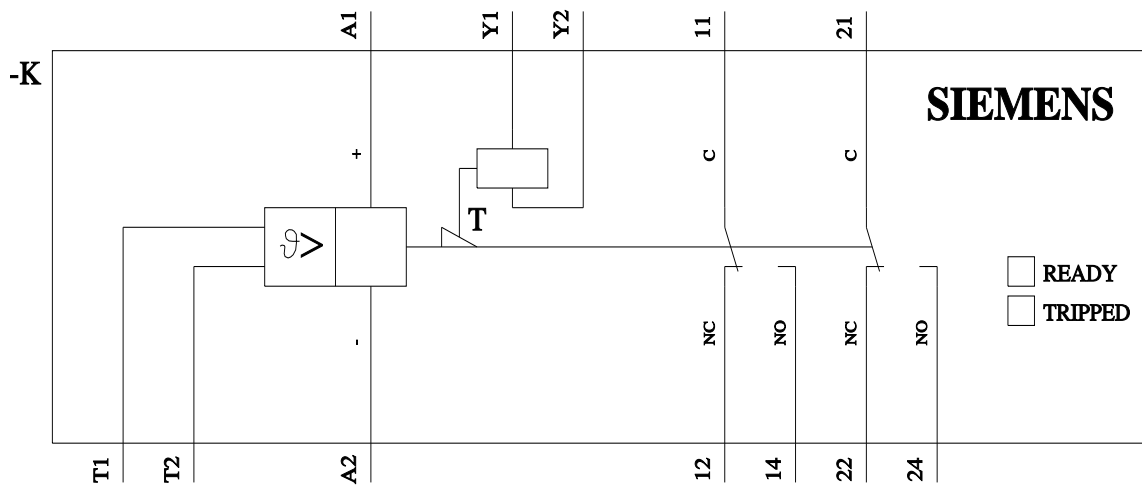 A1
Y1
Y2
11
21
-K
SIEMENS
+
C
C
T
ϑ>
READY
TRIPPED
-
NC
NO
NC
NO
T1
T2
A2
12
14
22
24